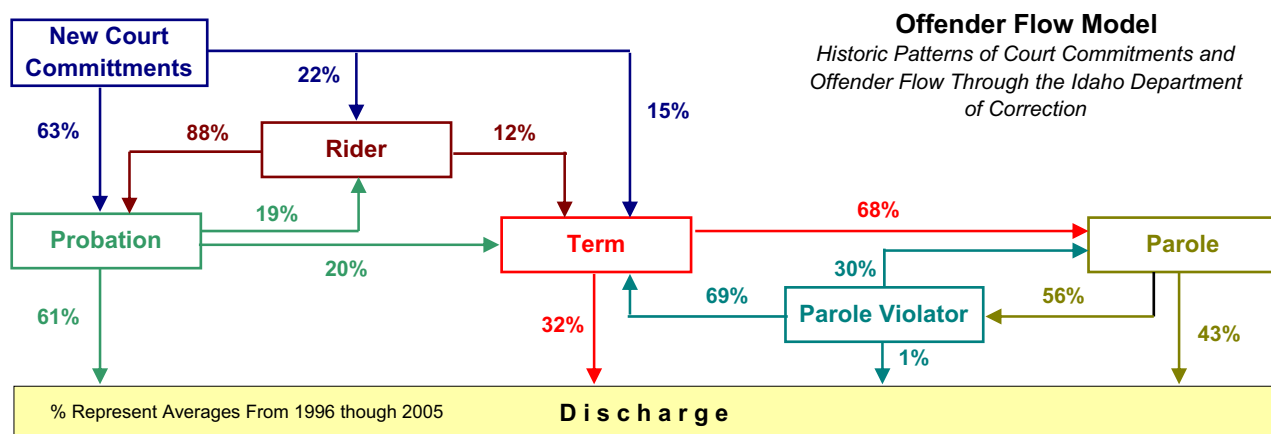 Offender Flow Model
Historic Patterns of Court Commitments and
Offender Flow Through the Idaho Department
of Correction
New Court
Committments
22%
15%
63%
88%
Rider
12%
19%
Probation
20%
Term
68%
Parole
30%
69%
Parole Violator
56%
61%
32%
1%
43%
% Represent Averages From 1996 though 2005
Discharge